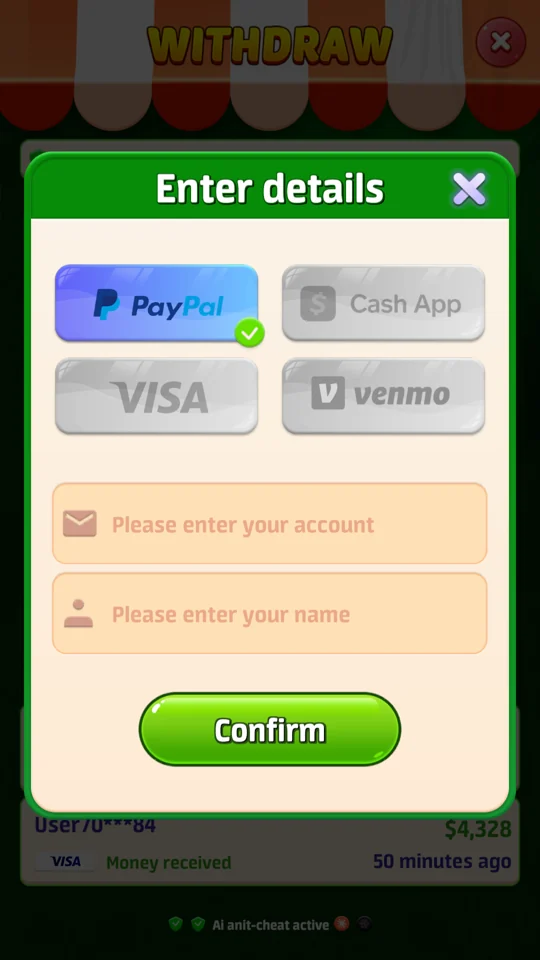 WITHDRAW
Enter details
PayPal
Cash App
VISA
venmo
Please enter your account
Please enter your name
Confirm
User70***84
$4,328
VISA
Money received
50 minutes ago
Ai anit-cheat active